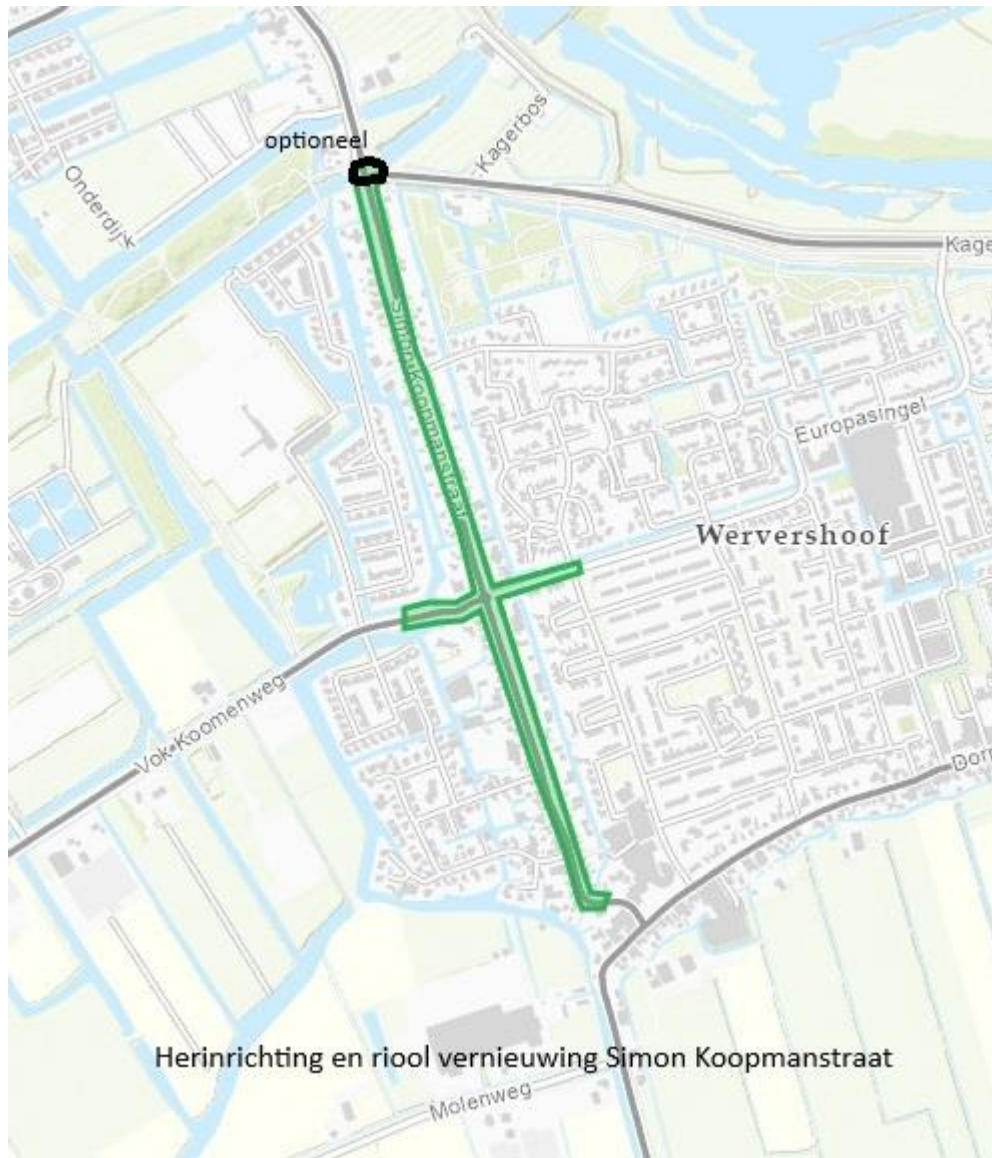 optioneel
Kagerbos
Onderdijk
Kage
Simon Koopmanstraat
Europasingel
Wervershoof
Vok-Koomenweg
Dorp
Herinrichting en riool vernieuwing Simon Koopmanstraat
Molenweg